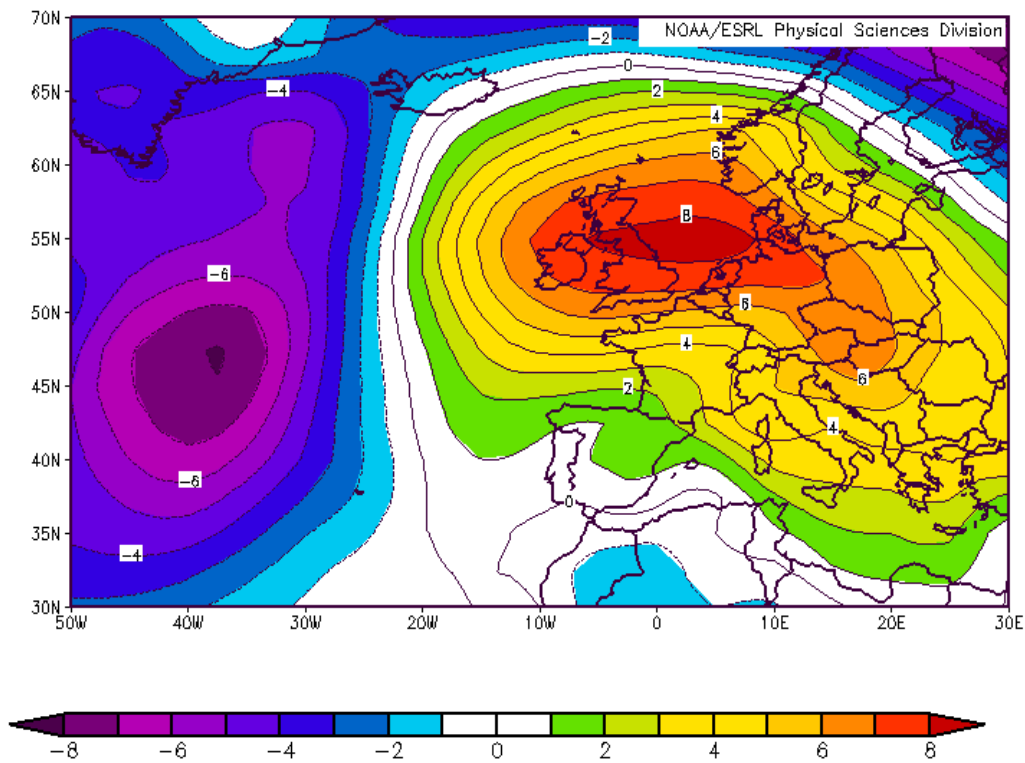 70N
NOAA/ESRL Physical Sciences Division
-2
0
65N
-4
2
4
60N
6
8
55N
-6
50N
6
4
45N
6
2
4
40N
-6
0
35N
-4
30N
50W 40W 30W 20W 10W 0 10E 20E 30E
-8 -6 -4 -2 0 2 4 6 8